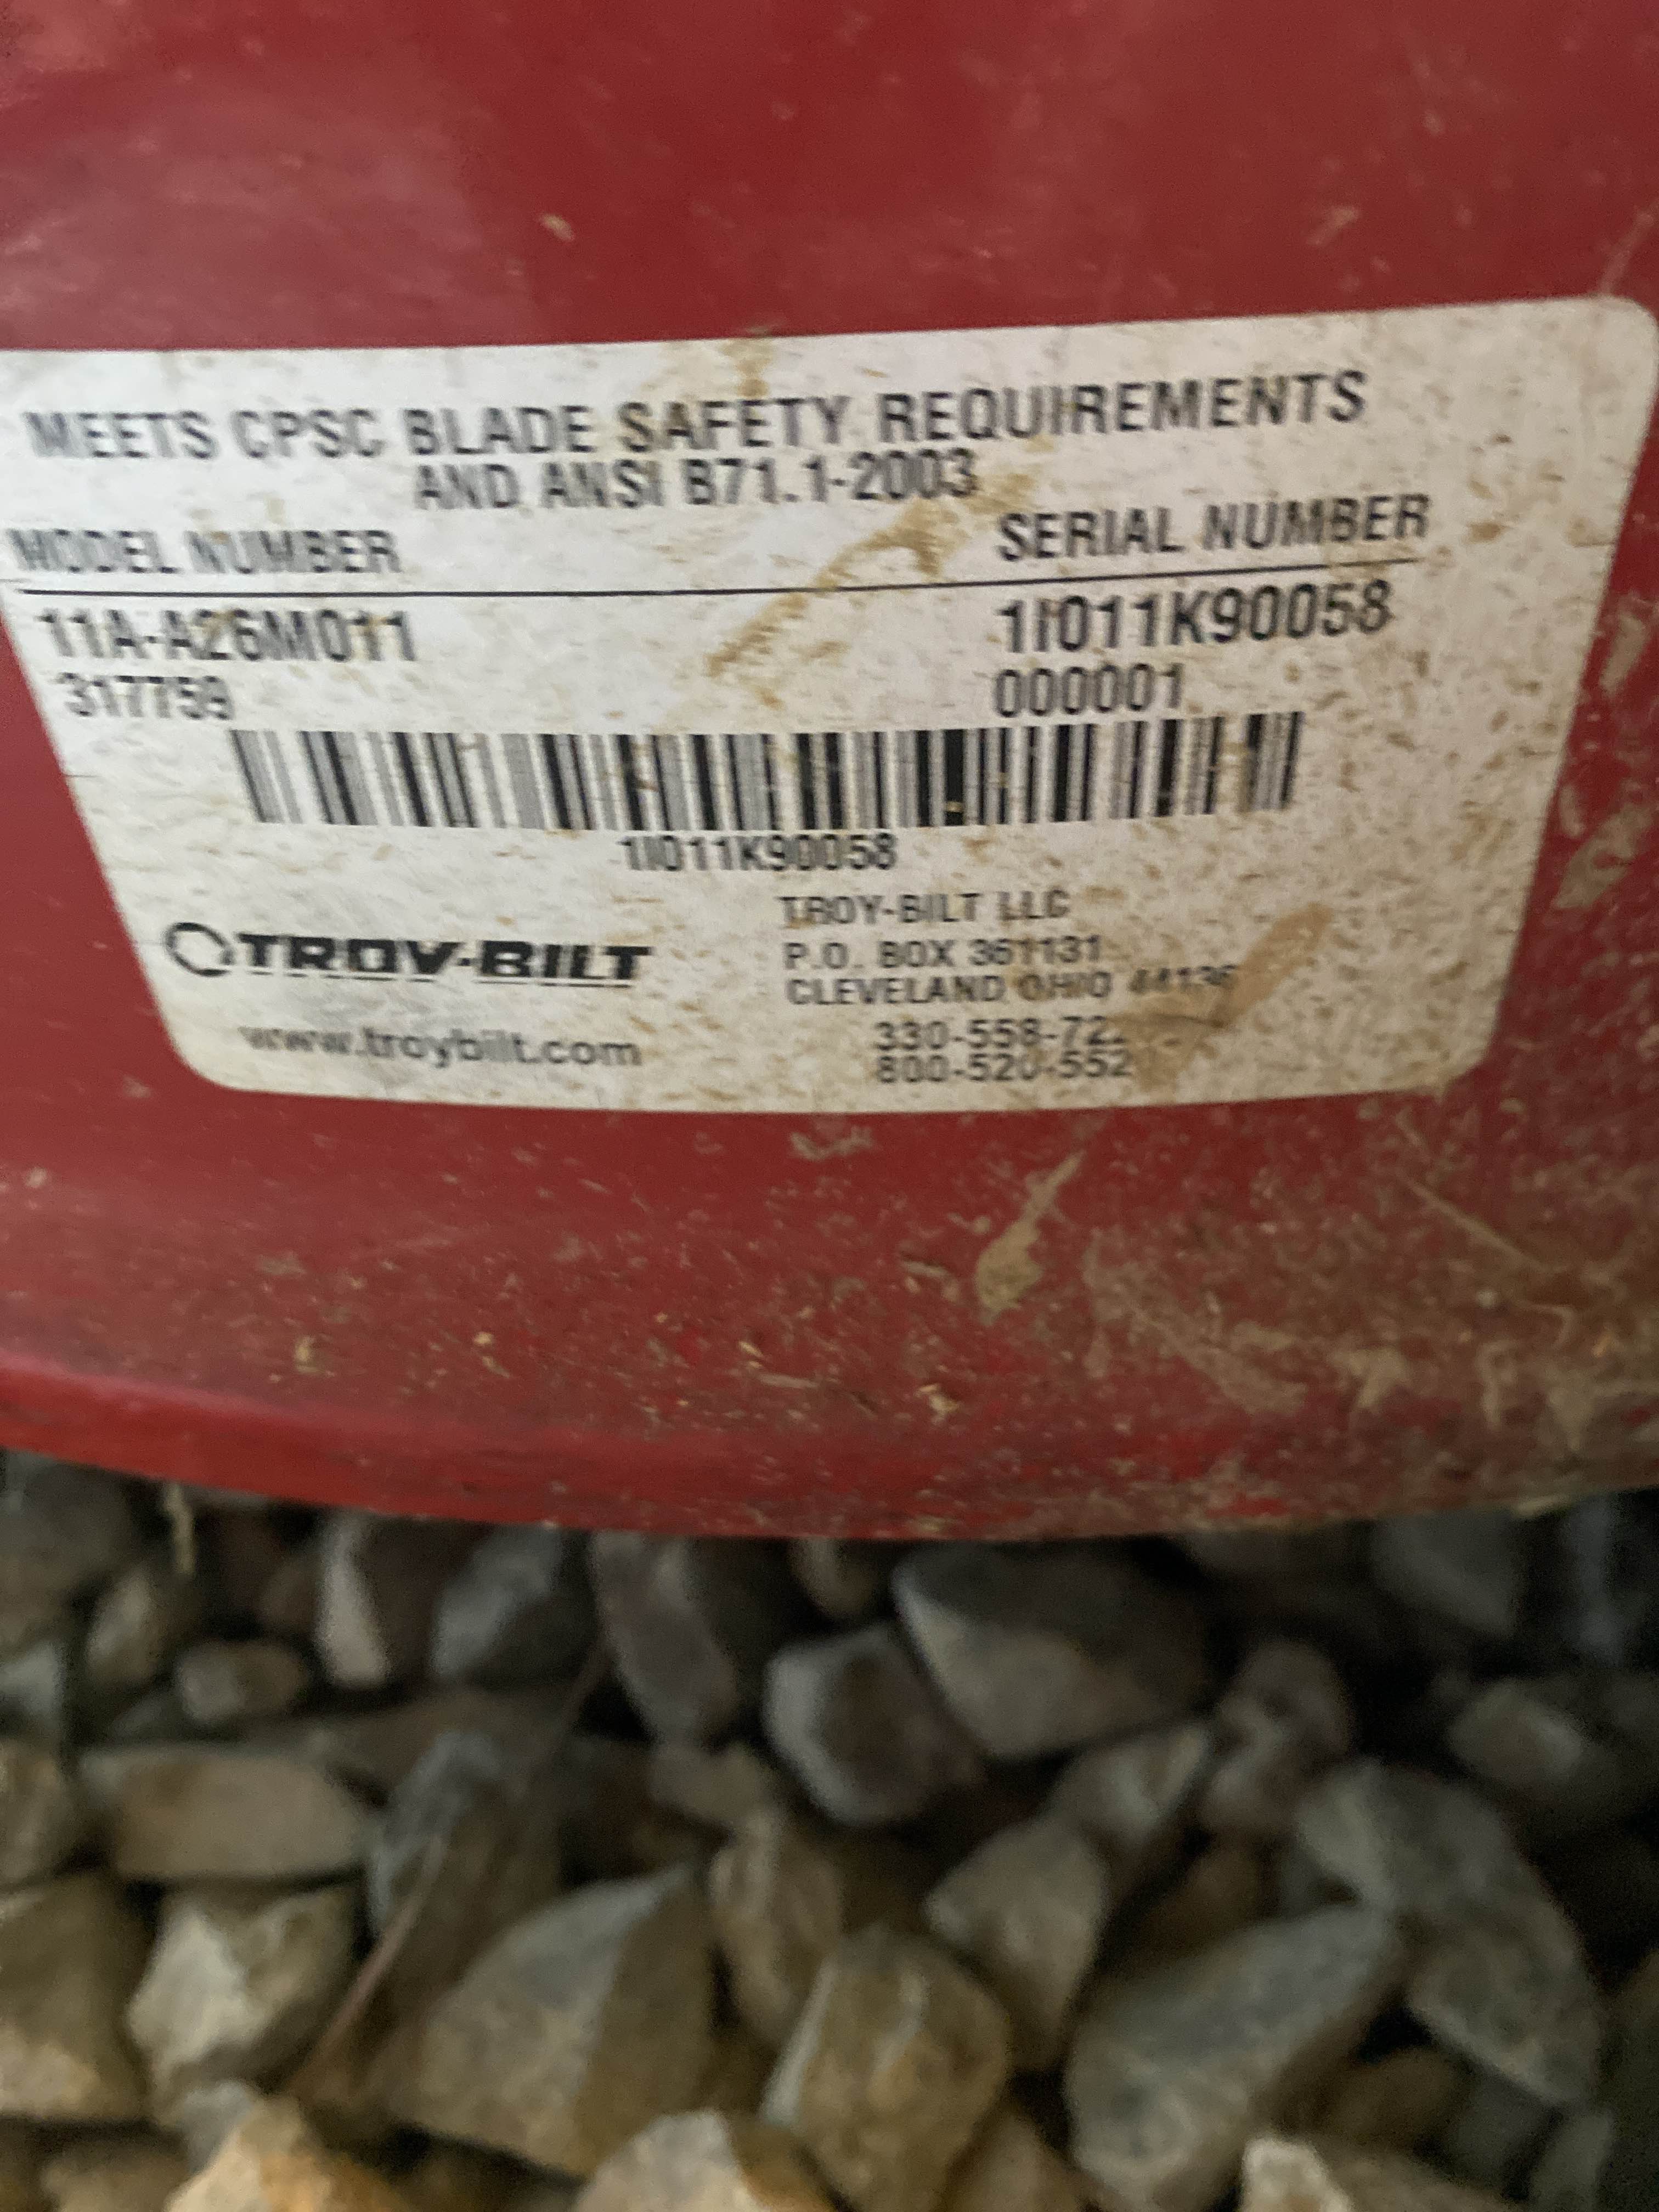 MEETS CPSC BLADE SAFETY REQUIREMENTS
AND ANSI B71.1-2003
MODEL NUMBER SERIAL NUMBER
11A-A26M011 1I011K90058
317759 000001
1I011K90058
TROY-BILT
www.troybilt.com
TROY-BILT LLC
P.O. BOX 361131
CLEVELAND OHIO 44136